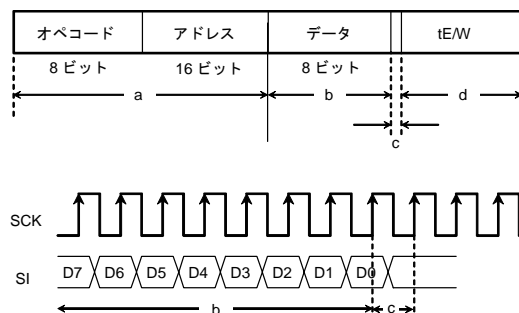 オペコード アドレス データ tE/W
8 ビット 16 ビット 8 ビット
a b d
c
SCK
SI D7 D6 D5 D4 D3 D2 D1 D0
b c